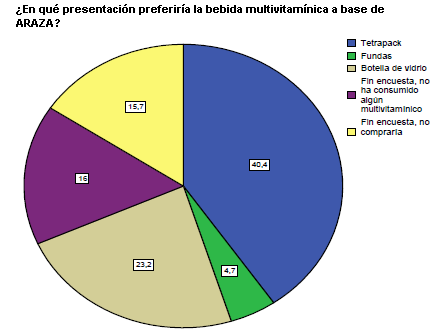 ¿En qué presentación preferiría la bebida multivitamínica a base de
ARAZA?
Tetrapack
Fundas
Botella de vidrio
Fin encuesta, no
ha consumido
algún
multivitamínico
Fin encuesta, no
compraría
15,7
40,4
16
23,2
4,7